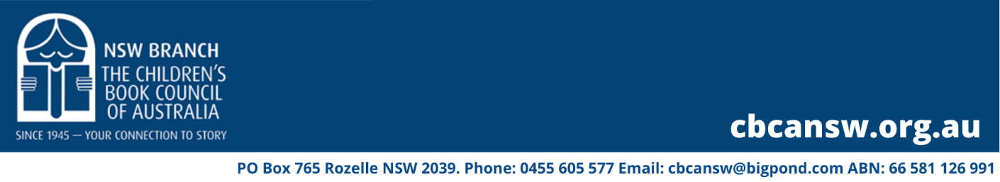 NSW BRANCH
THE CHILDREN'S
BOOK COUNCIL
OF AUSTRALIA
SINCE 1945 — YOUR CONNECTION TO STORY
cbcansw.org.au
PO Box 765 Rozelle NSW 2039. Phone: 0455 605 577 Email: cbcansw@bigpond.com ABN: 66 581 126 991